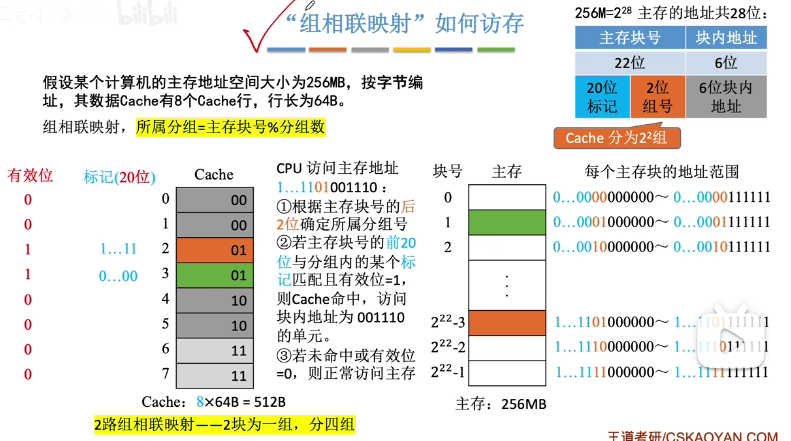 bilibili
“组相联映射”如何访存
256M=2²⁸ 主存的地址共28位：
主存块号 块内地址
22位 6位
20位标记 2位组号 6位块内地址
Cache 分为2²组
假设某个计算机的主存地址空间大小为256MB，按字节编
址，其数据Cache有8个Cache行，行长为64B。
组相联映射，所属分组=主存块号%分组数
有效位 标记(20位) Cache
0 0 00
0 1 00
1 1…11 2 01
1 0…00 3 01
0 4 10
0 5 10
0 6 11
0 7 11
Cache：8×64B = 512B
2路组相联映射——2块为一组，分四组
CPU 访问主存地址
1…1101001110：
①根据主存块号的后
2位确定所属分组号
②若主存块号的前20
位与分组内的某个标
记匹配且有效位=1，
则Cache命中，访问
块内地址为 001110
的单元。
③若未命中或有效位
=0，则正常访问主存
块号 主存 每个主存块的地址范围
0 0…0000000000～ 0…0000111111
1 0…0001000000～ 0…0001111111
2 0…0010000000～ 0…0010111111
⋮
2²²-3 1…1101000000～ 1…1101111111
2²²-2 1…1110000000～ 1…1110111111
2²²-1 1…1111000000～ 1…1111111111
主存：256MB
王道考研/CSKAOYAN.COM